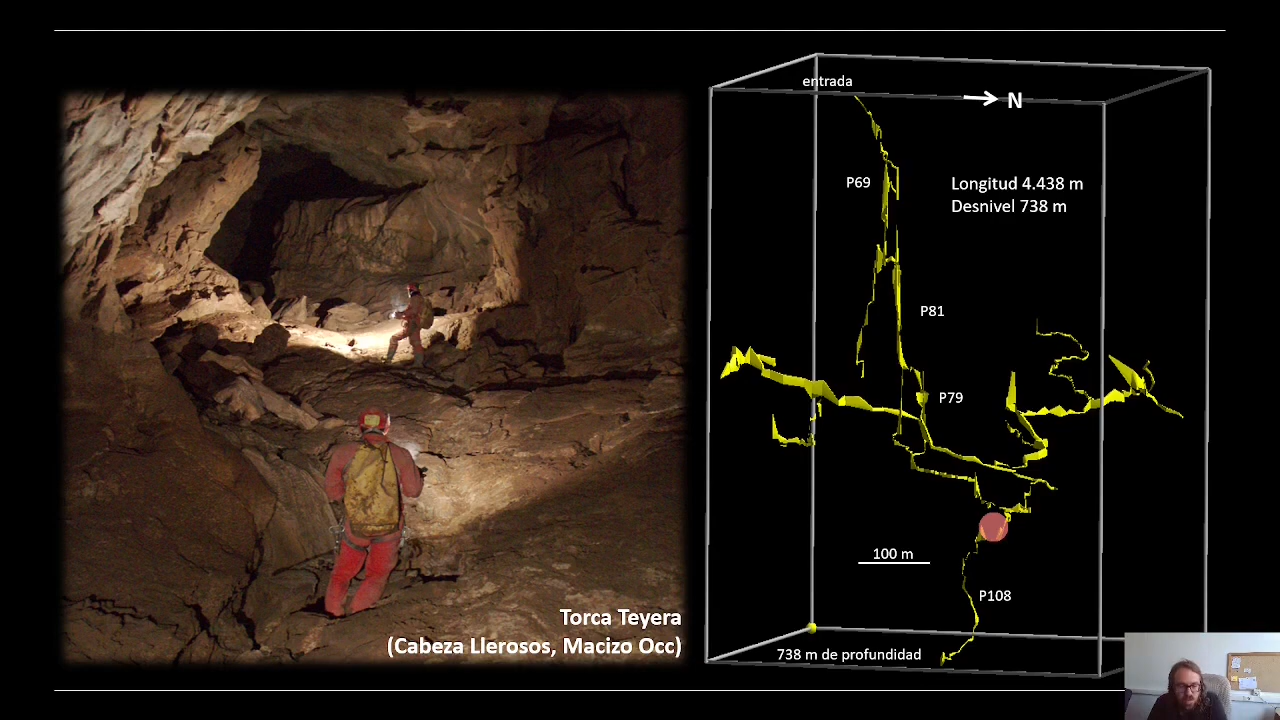 entrada
N
P69
Longitud 4.438 m
Desnivel 738 m
P81
P79
100 m
P108
738 m de profundidad
Torca Teyera
(Cabeza Llerosos, Macizo Occ)